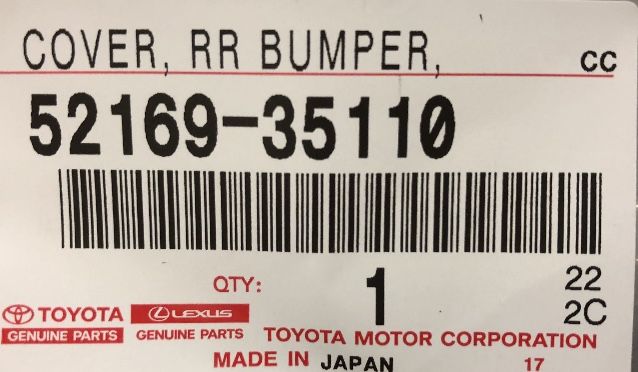 COVER, RR BUMPER, CC
52169-35110
QTY: 1 22
2C
TOYOTA LEXUS
GENUINE PARTS GENUINE PARTS TOYOTA MOTOR CORPORATION
MADE IN JAPAN 17